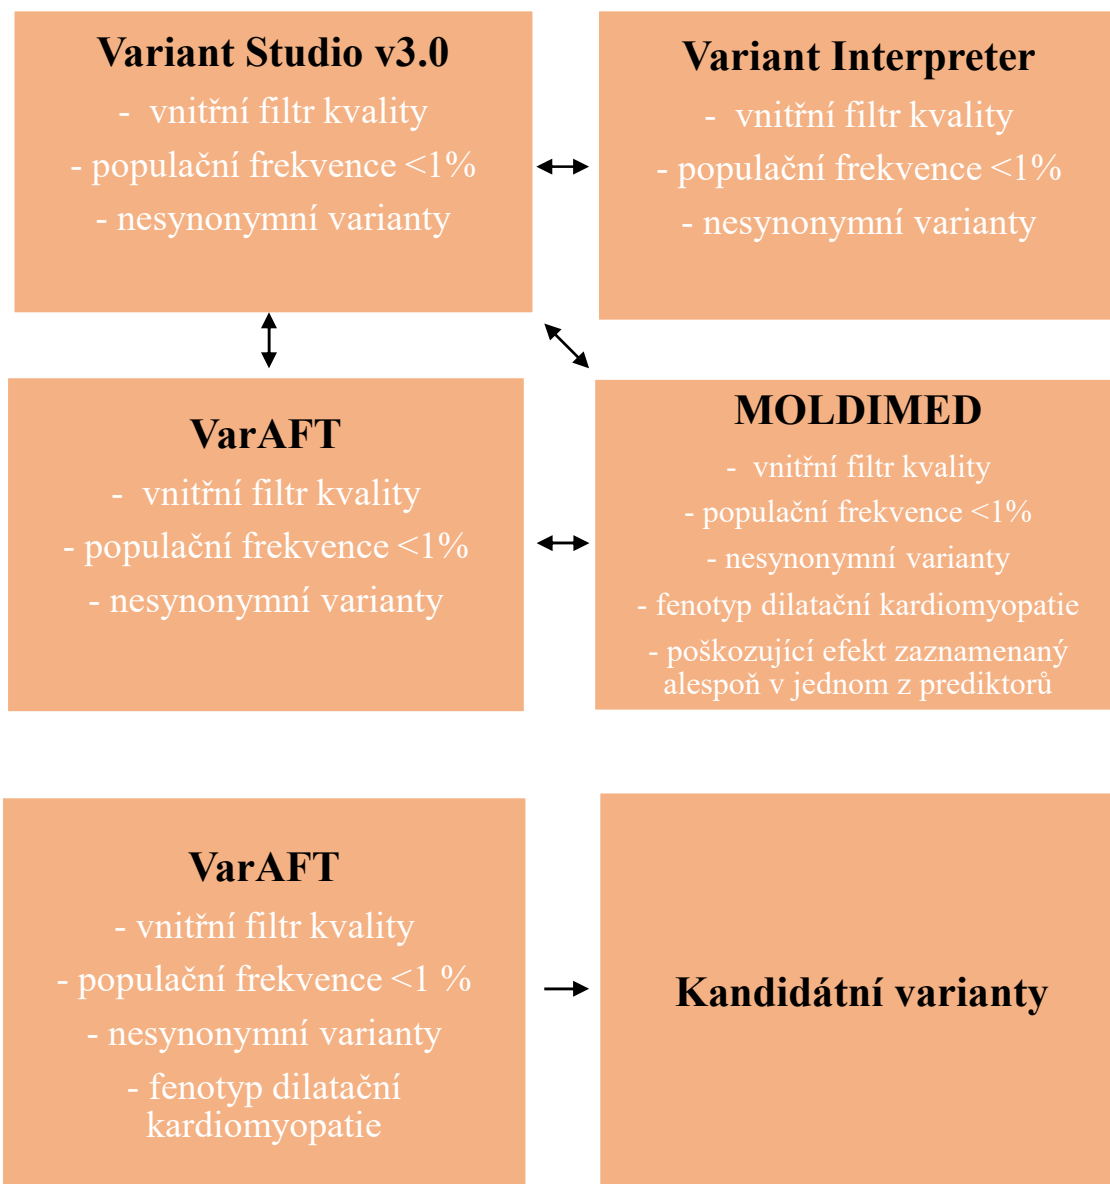 Variant Studio v3.0
- vnitřní filtr kvality
- populační frekvence <1%
- nesynonymní varianty
Variant Interpreter
- vnitřní filtr kvality
- populační frekvence <1%
- nesynonymní varianty
VarAFT
- vnitřní filtr kvality
- populační frekvence <1%
- nesynonymní varianty
MOLDIMED
- vnitřní filtr kvality
- populační frekvence <1%
- nesynonymní varianty
- fenotyp dilatační kardiomyopatie
- poškozující efekt zaznamenaný
alespoň v jednom z prediktorů
VarAFT
- vnitřní filtr kvality
- populační frekvence <1 %
- nesynonymní varianty
- fenotyp dilatační
kardiomyopatie
Kandidátní varianty